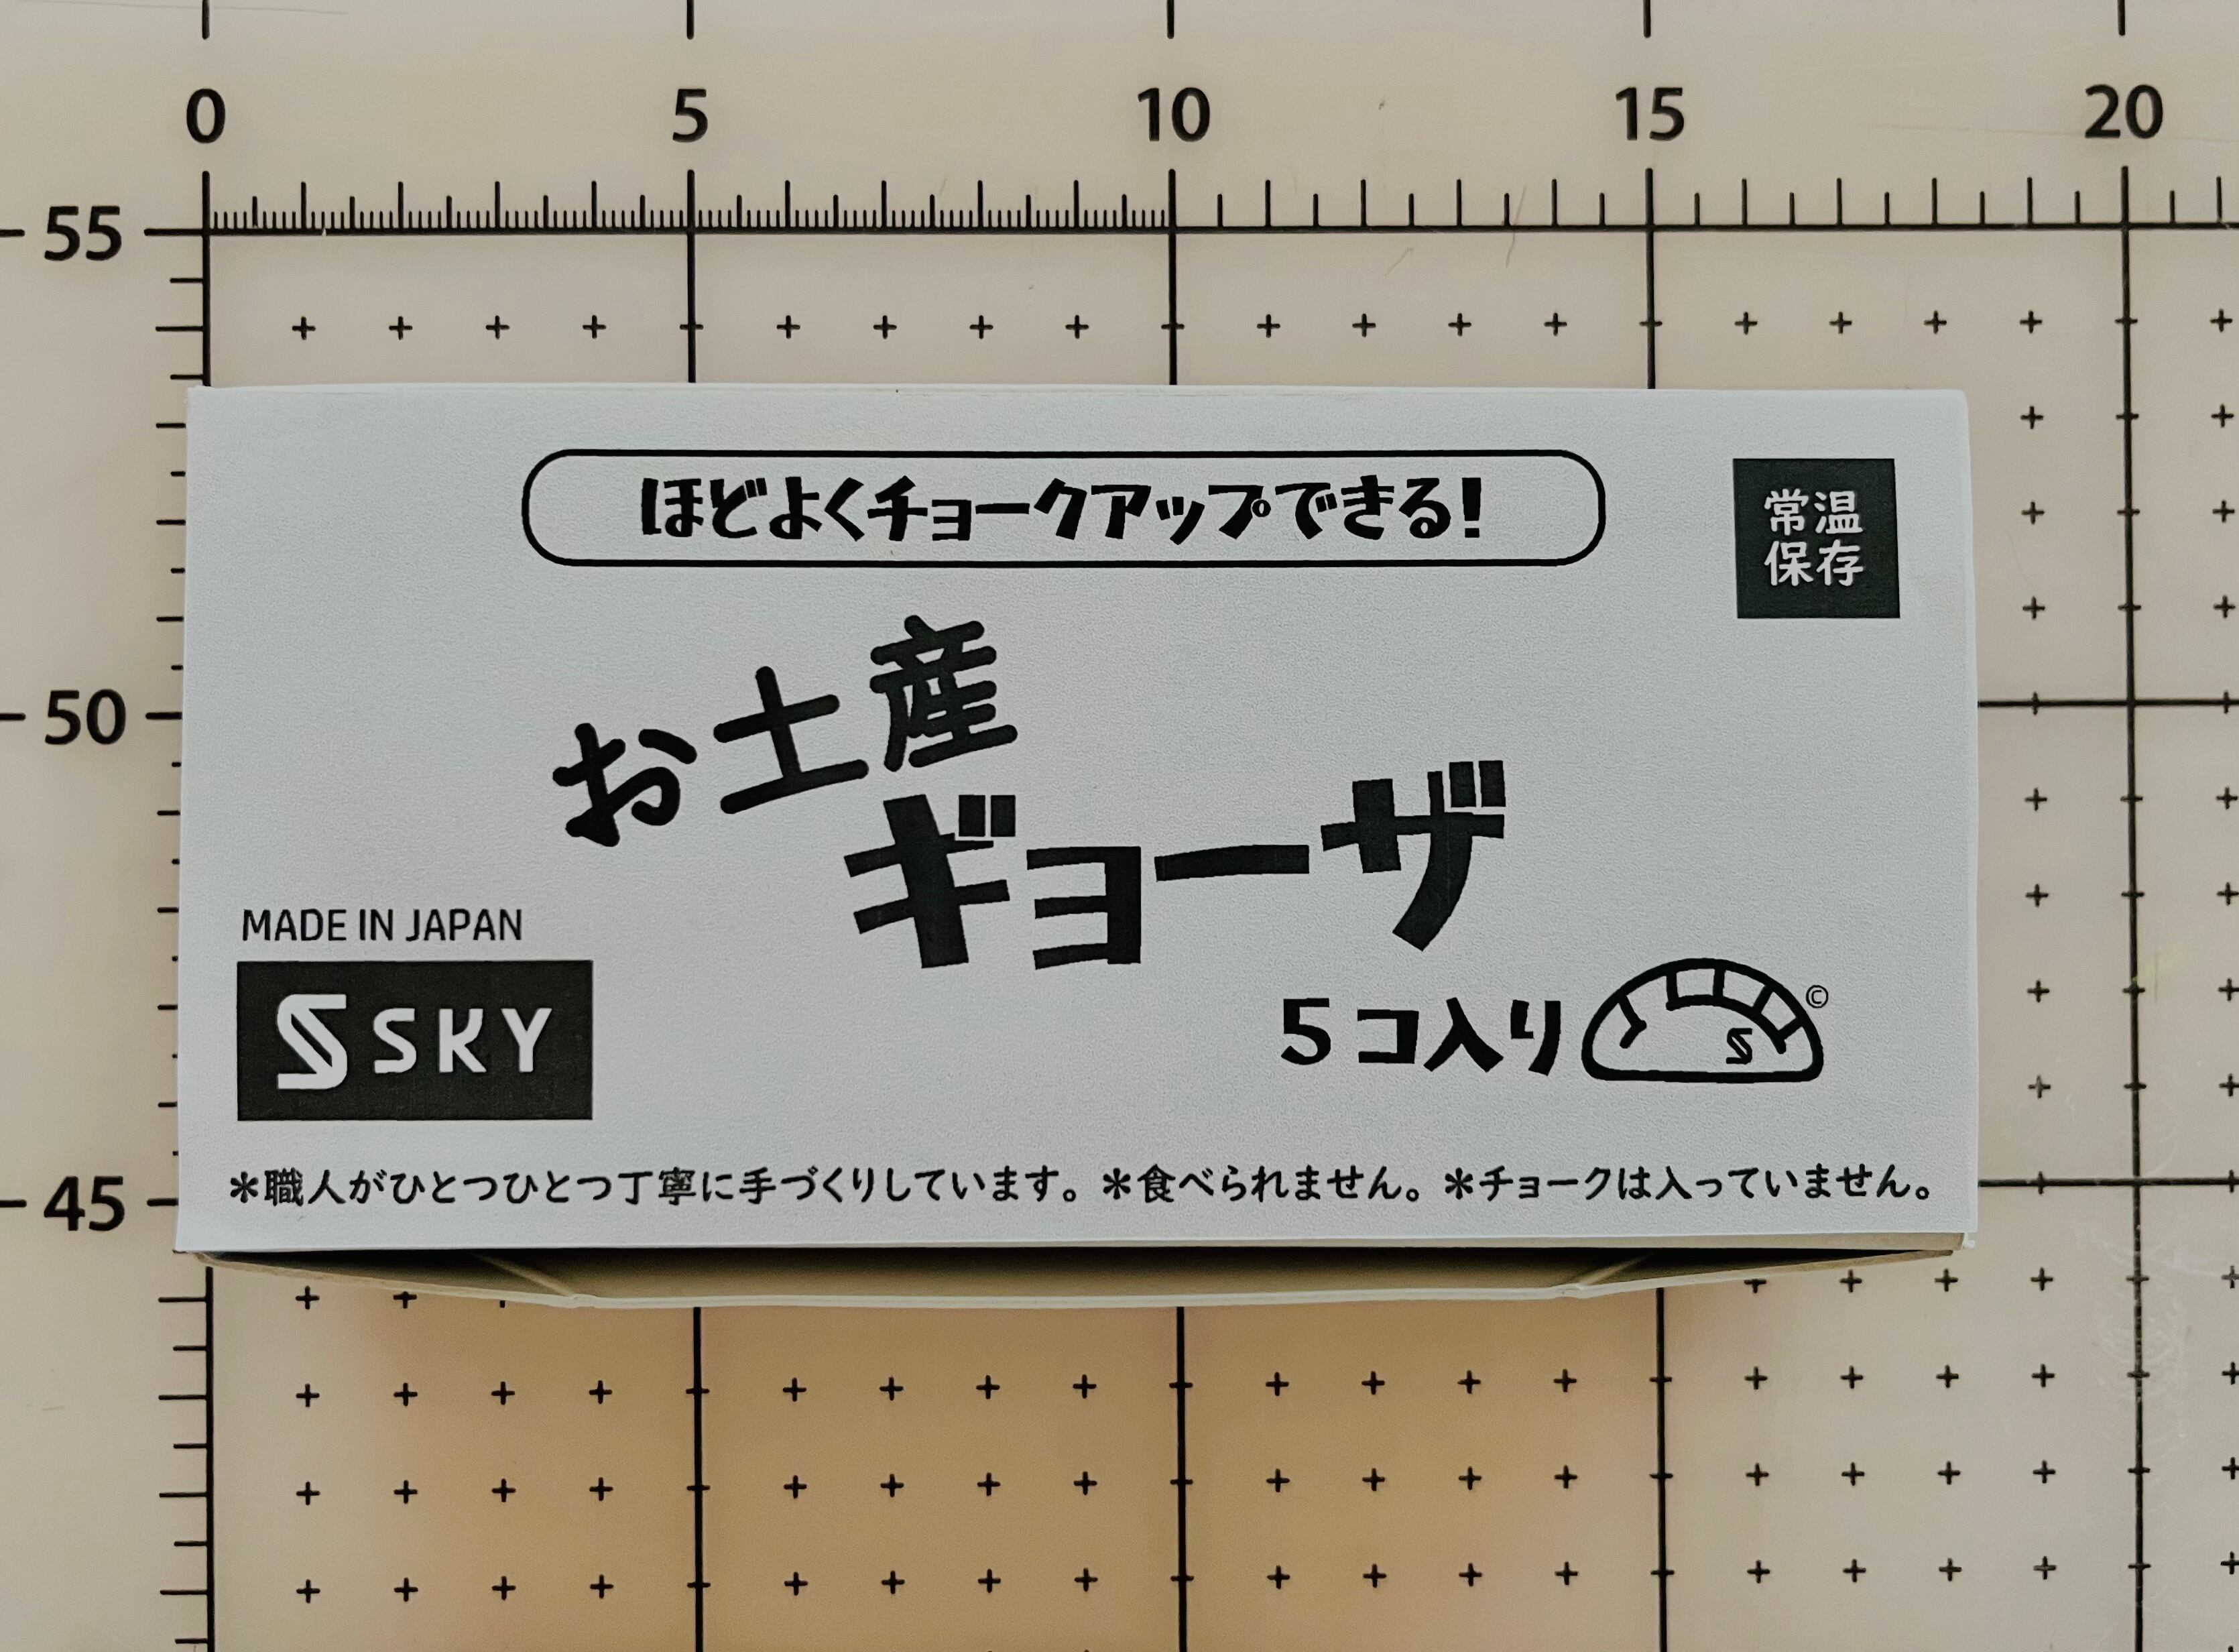 0 5 10 15 20
55
ほどよくチョークアップできる!
常温
保存
お土産
50
ギョーザ
MADE IN JAPAN
S SKY
5コ入り
S ©
45
＊職人がひとつひとつ丁寧に手づくりしています。＊食べられません。＊チョークは入っていません。